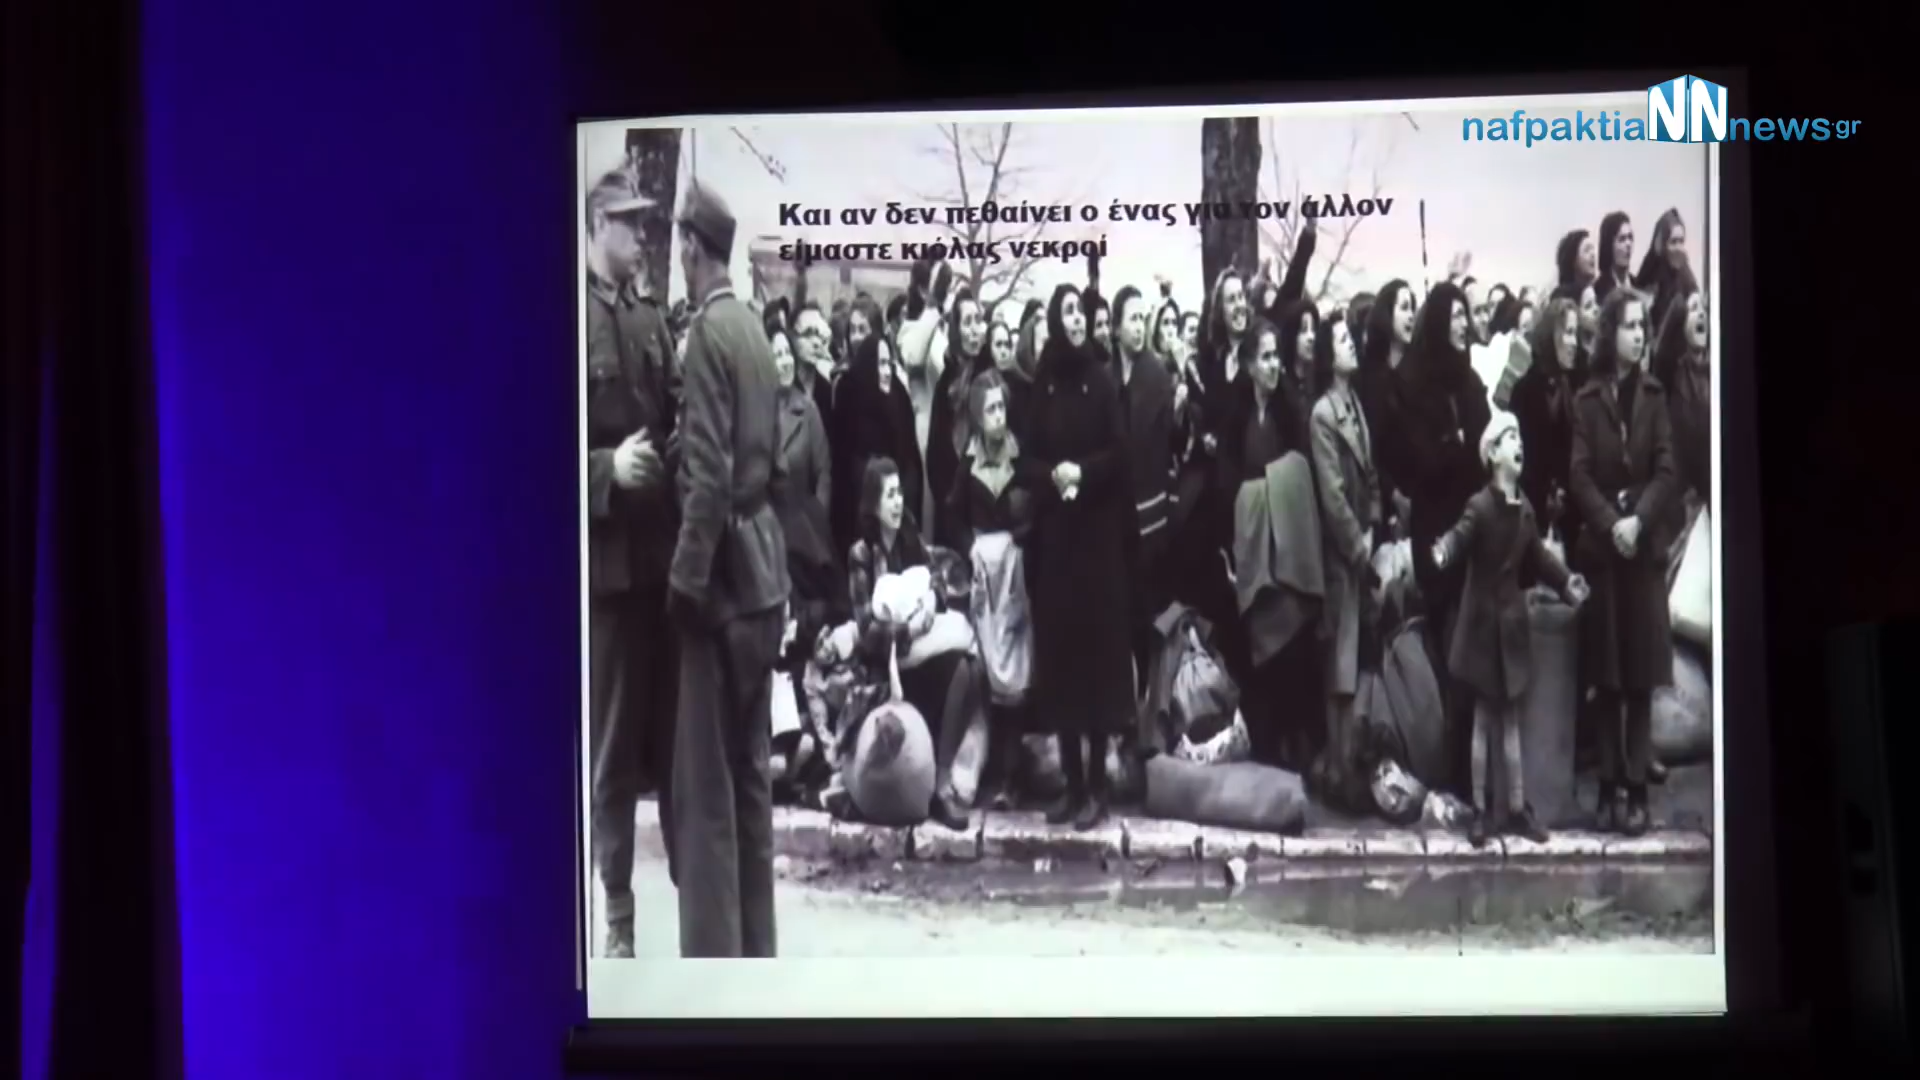 nafpaktiaNNnews.gr
Και αν δεν πεθαίνει ο ένας για τον άλλον
είμαστε κιόλας νεκροί